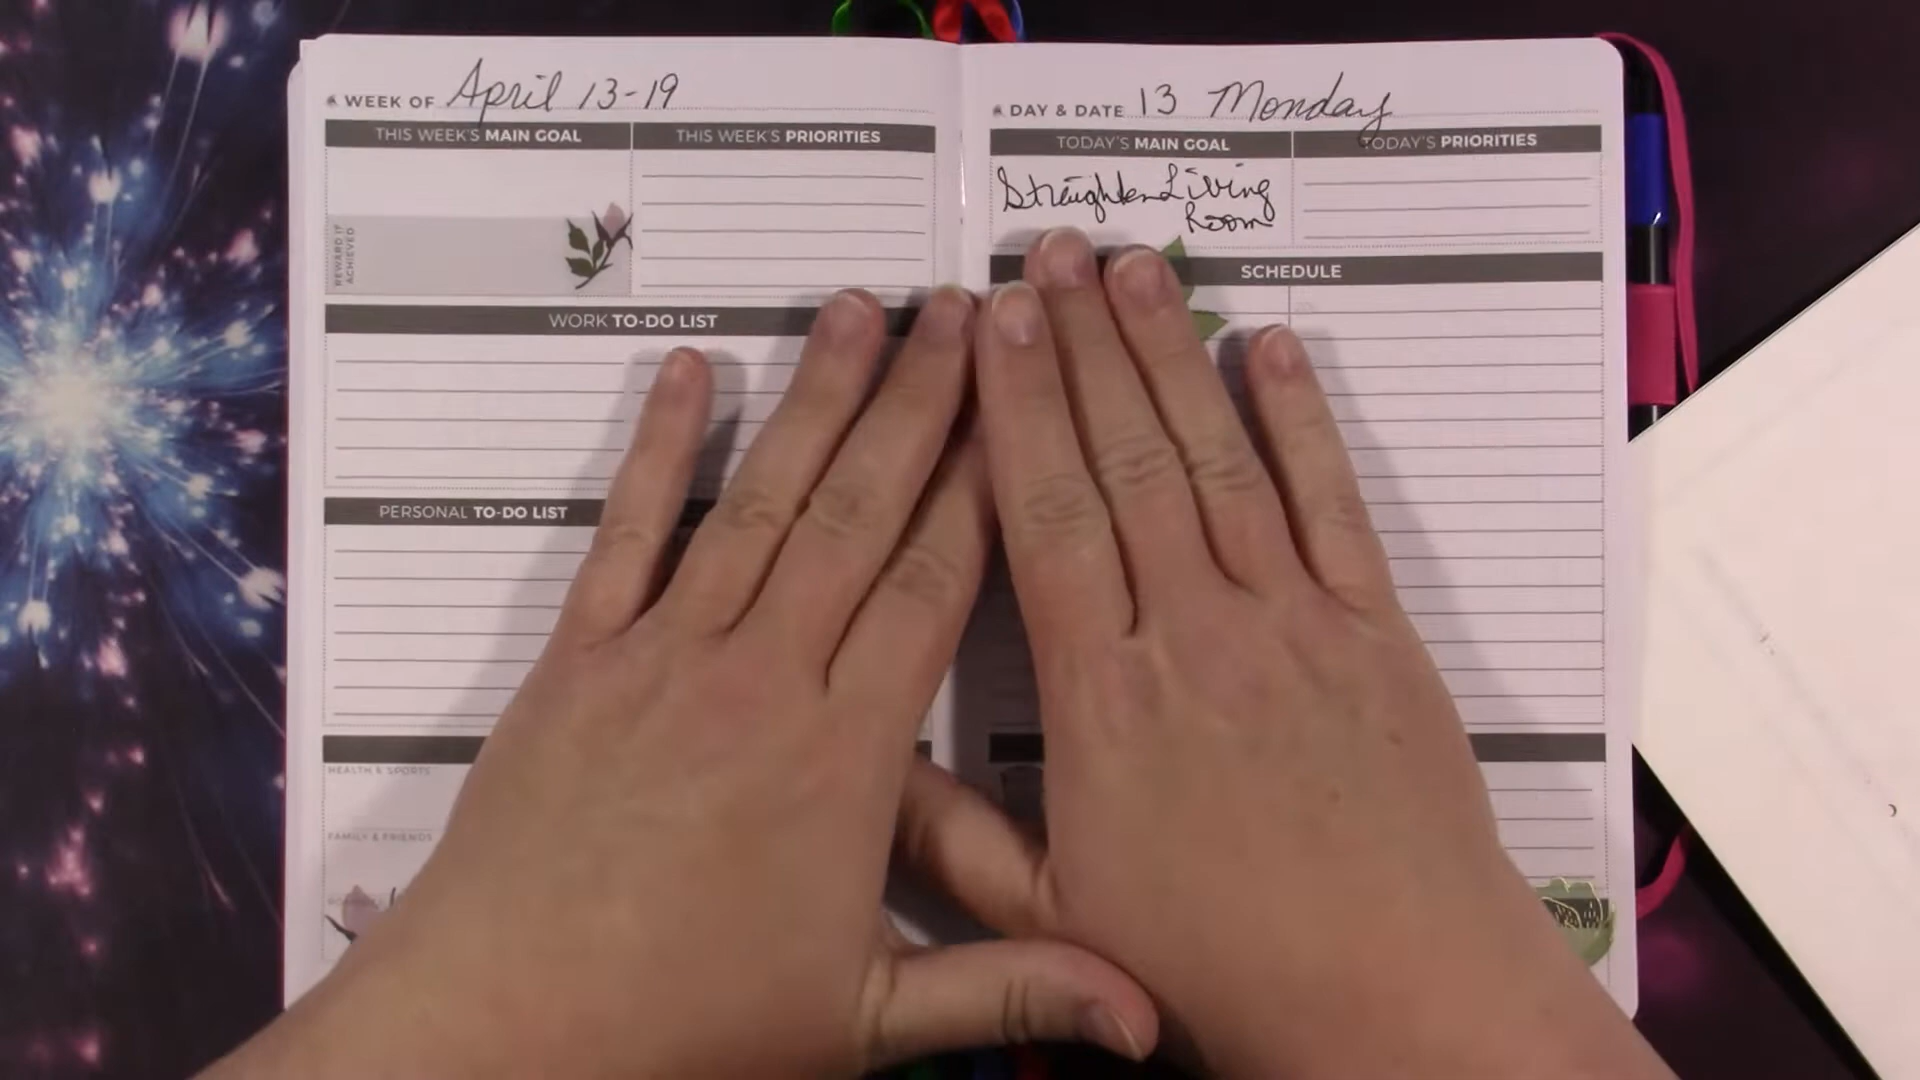 WEEK OF April 13-19
THIS WEEK'S MAIN GOAL
THIS WEEK'S PRIORITIES
REWARD IF
ACHIEVED
WORK TO-DO LIST
PERSONAL TO-DO LIST
HEALTH & SPORTS
FAMILY & FRIENDS
DAY & DATE 13 Monday
TODAY'S MAIN GOAL
TODAY'S PRIORITIES
Straighten Living
Room
SCHEDULE